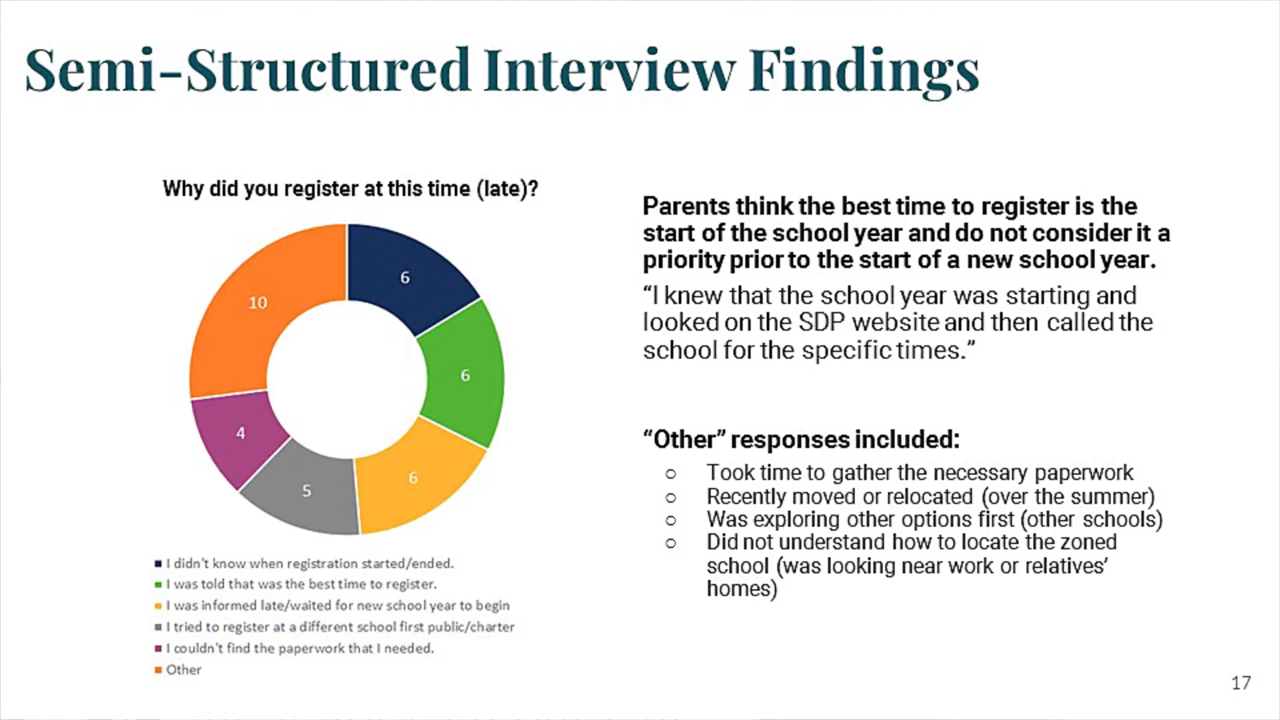 Semi-Structured Interview Findings
Why did you register at this time (late)?
6
10
6
4
6
5
I didn't know when registration started/ended.
I was told that was the best time to register.
I was informed late/waited for new school year to begin
I tried to register at a different school first public/charter
I couldn't find the paperwork that I needed.
Other
Parents think the best time to register is the
start of the school year and do not consider it a
priority prior to the start of a new school year.
“I knew that the school year was starting and
looked on the SDP website and then called the
school for the specific times.”
“Other” responses included:
○ Took time to gather the necessary paperwork
○ Recently moved or relocated (over the summer)
○ Was exploring other options first (other schools)
○ Did not understand how to locate the zoned
school (was looking near work or relatives’
homes)
17